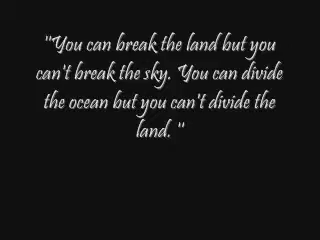 "You can break the land but you
can't break the sky. You can divide
the ocean but you can't divide the
land. "